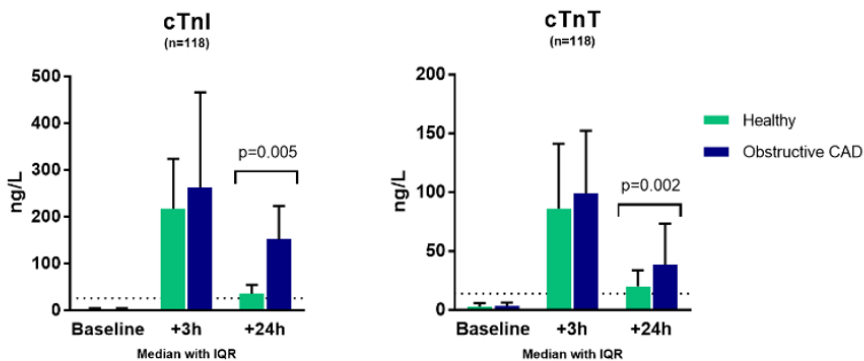 cTnI
(n=118)
ng/L
500
400
300
200
100
0
p=0.005
Baseline
+3h
+24h
Median with IQR
cTnT
(n=118)
ng/L
200
150
100
50
0
p=0.002
Baseline
+3h
+24h
Median with IQR
Healthy
Obstructive CAD